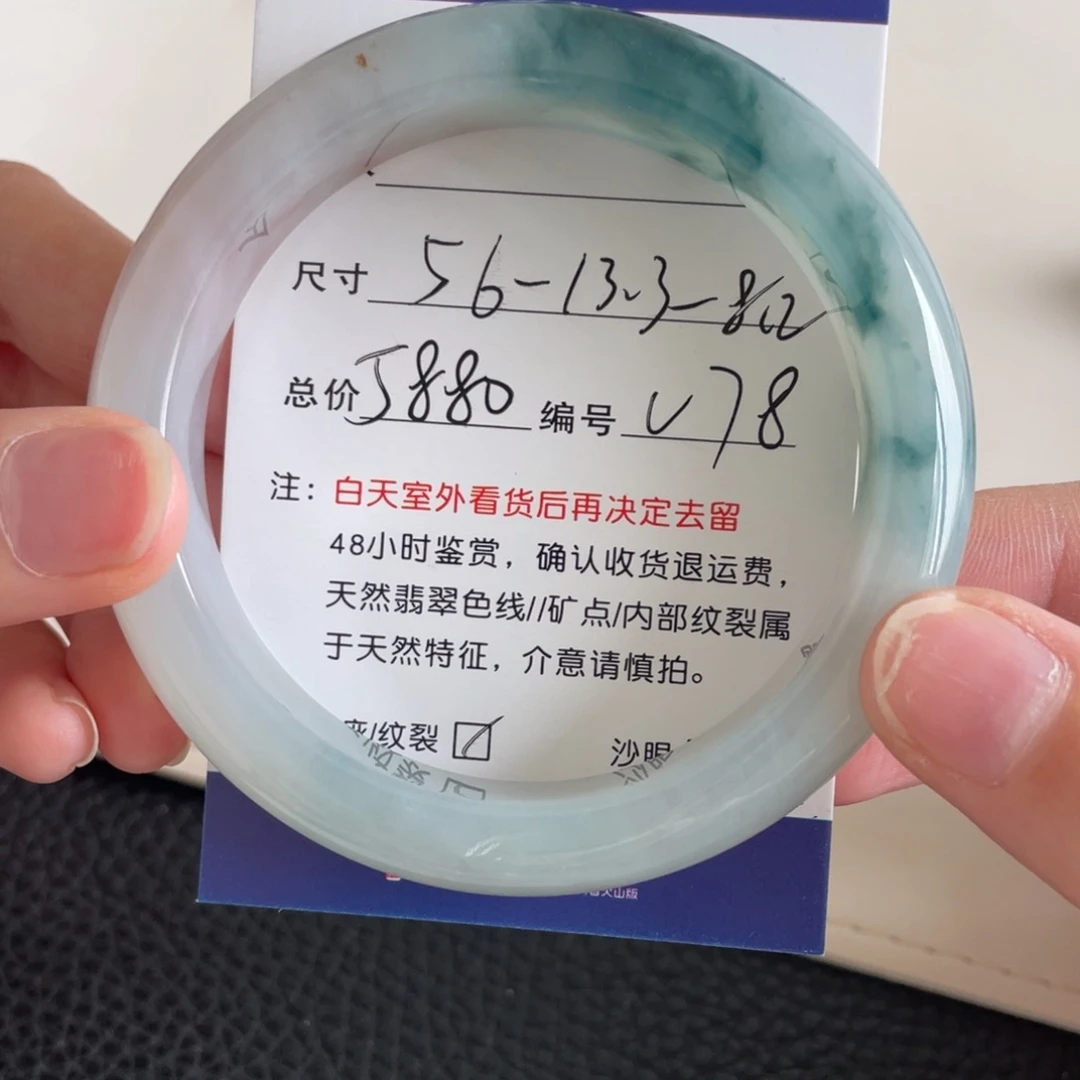 尺寸 56-13.3-8.2
总价 5880 编号 V78
注：白天室外看货后再决定去留
48小时鉴赏，确认收货退运费，
天然翡翠色线//矿点/内部纹裂属
于天然特征，介意请慎拍。
/纹裂 沙眼
火山版